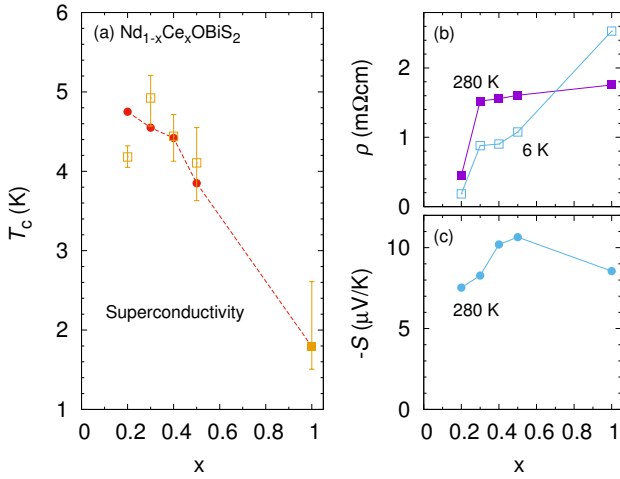 (a) Nd1-xCexOBiS2
Tc (K)
6
5
4
3
2
1
Superconductivity
0 0.2 0.4 0.6 0.8 1
x
(b)
ρ (mΩcm)
2
1
0
280 K
6 K
(c)
-S (μV/K)
10
5
0
280 K
0 0.2 0.4 0.6 0.8 1
x